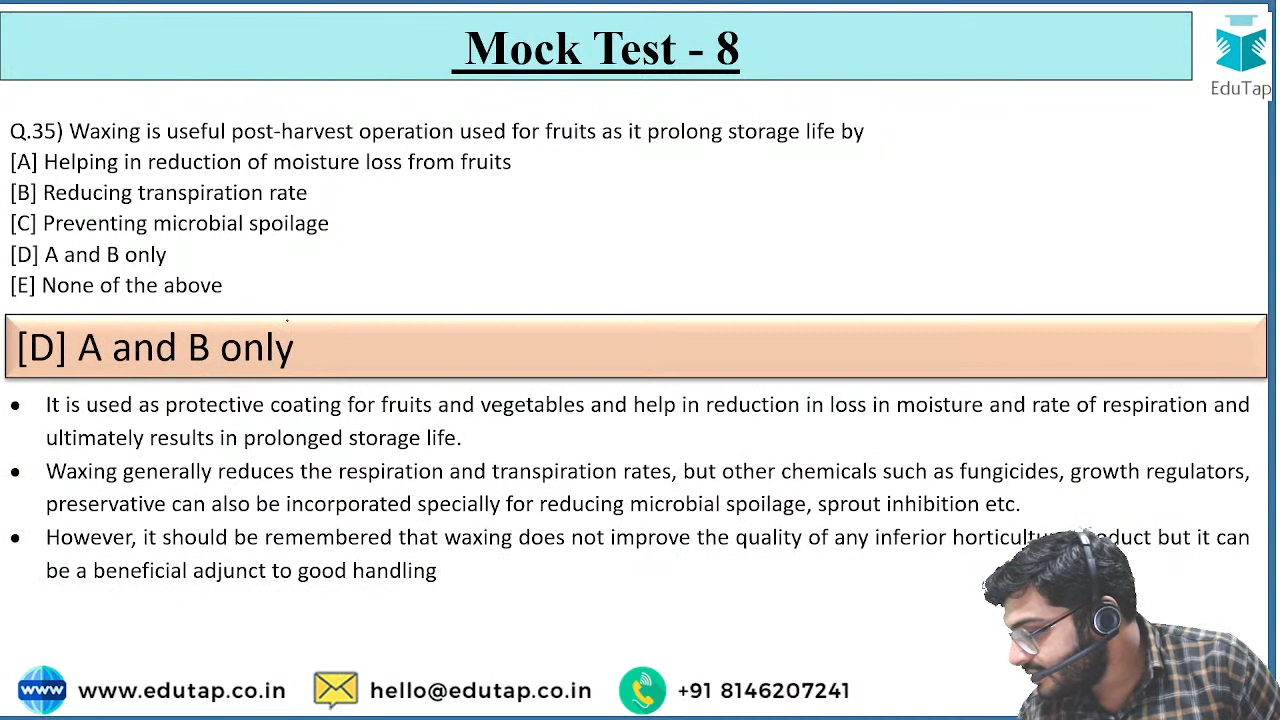 Mock Test - 8
EduTap
Q.35) Waxing is useful post-harvest operation used for fruits as it prolong storage life by
[A] Helping in reduction of moisture loss from fruits
[B] Reducing transpiration rate
[C] Preventing microbial spoilage
[D] A and B only
[E] None of the above
[D] A and B only
• It is used as protective coating for fruits and vegetables and help in reduction in loss in moisture and rate of respiration and
ultimately results in prolonged storage life.
• Waxing generally reduces the respiration and transpiration rates, but other chemicals such as fungicides, growth regulators,
preservative can also be incorporated specially for reducing microbial spoilage, sprout inhibition etc.
• However, it should be remembered that waxing does not improve the quality of any inferior but it can
be a beneficial adjunct to good handling
www www.edutap.co.in hello@edutap.co.in +91 8146207241